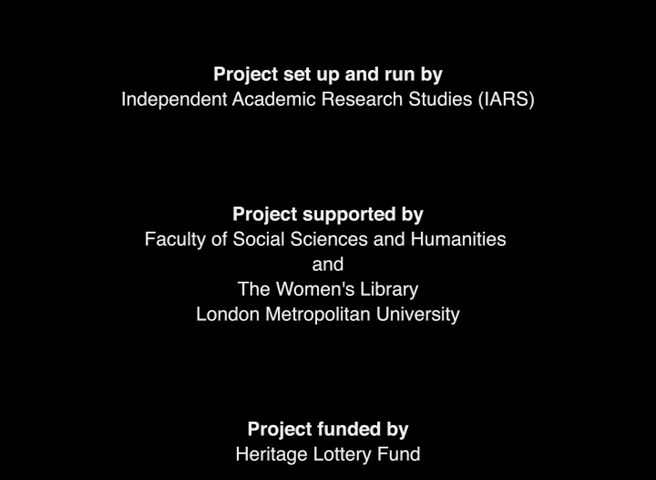 Project set up and run by
Independent Academic Research Studies (IARS)
Project supported by
Faculty of Social Sciences and Humanities
and
The Women's Library
London Metropolitan University
Project funded by
Heritage Lottery Fund